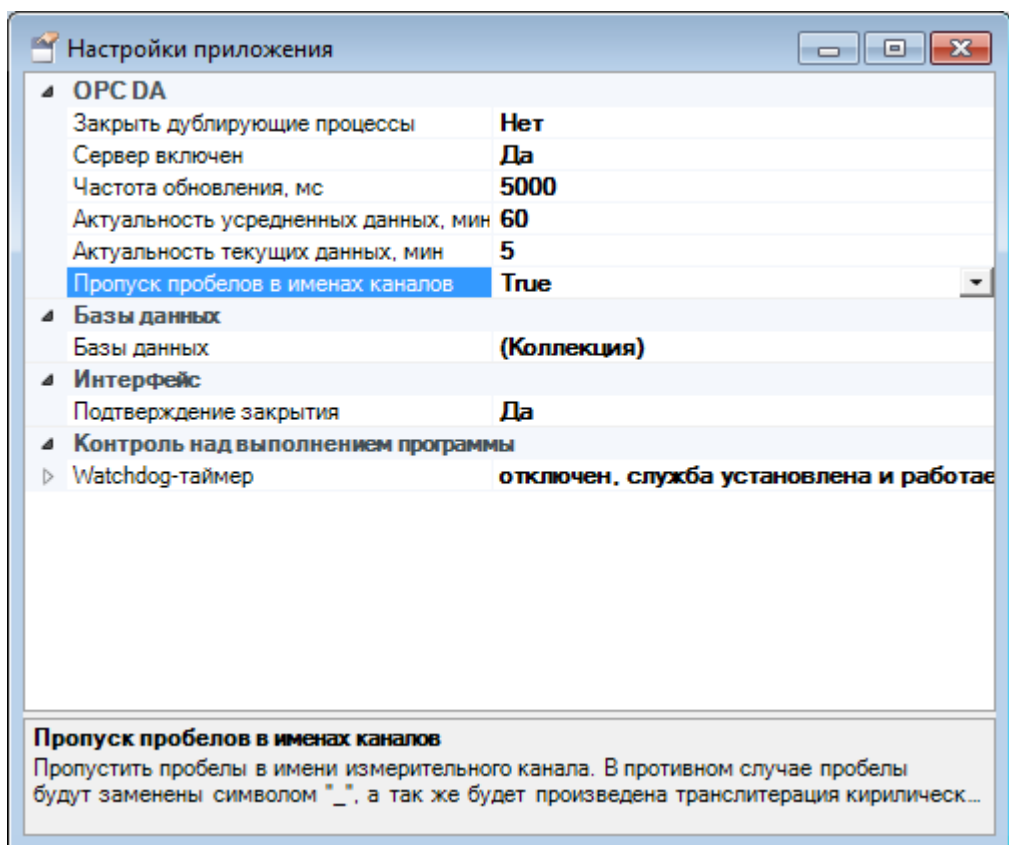 Настройки приложения
OPC DA
Закрыть дублирующие процессы Нет
Сервер включен Да
Частота обновления, мс 5000
Актуальность усредненных данных, мин 60
Актуальность текущих данных, мин 5
Пропуск пробелов в именах каналов True
Базы данных
Базы данных (Коллекция)
Интерфейс
Подтверждение закрытия Да
Контроль над выполнением программы
Watchdog-таймер отключен, служба установлена и работае
Пропуск пробелов в именах каналов
Пропустить пробелы в имени измерительного канала. В противном случае пробелы
будут заменены символом "_", а так же будет произведена транслитерация кирилическ...